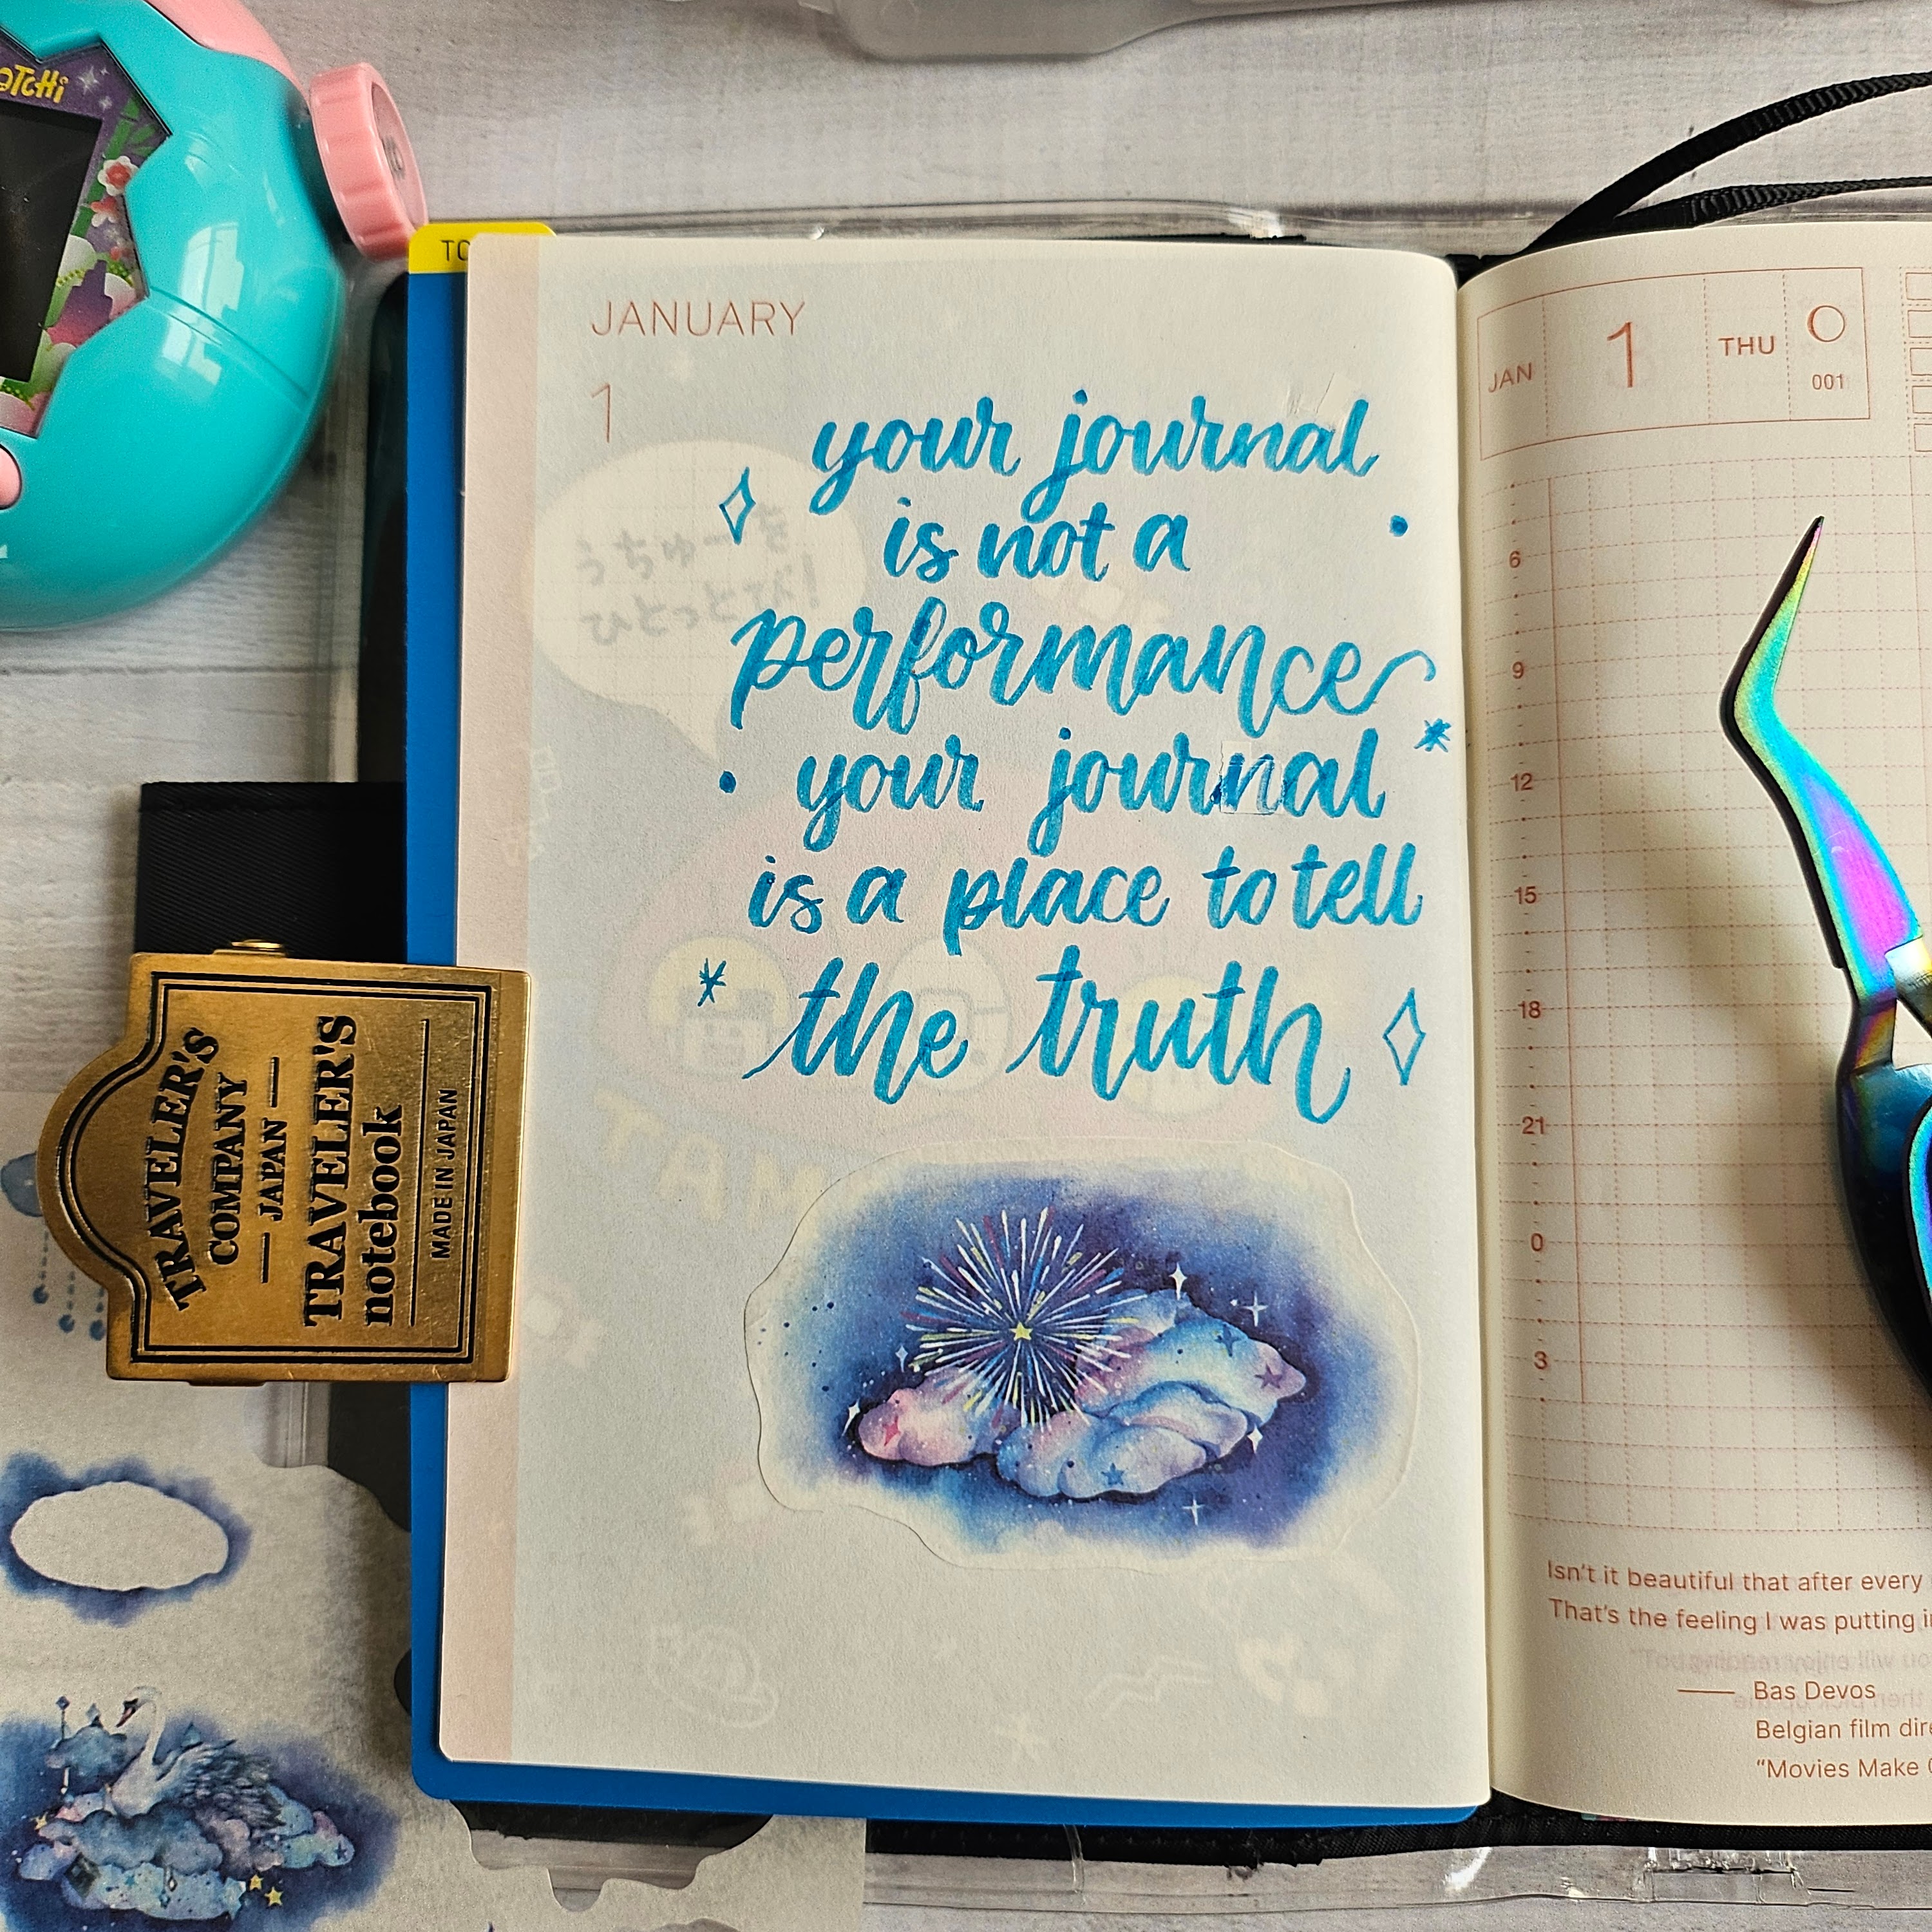 JANUARY
1
your journal
is not a
performance
your journal
is a place to tell
the truth
うちゅーを
ひとっとび!
TRAVELER'S
COMPANY
JAPAN
TRAVELER'S
notebook
MADE IN JAPAN
JAN 1 THU
001
6
9
12
15
18
21
0
3
Isn't it beautiful that after every
That's the feeling I was putting
Bas Devos
Belgian film
"Movies Make